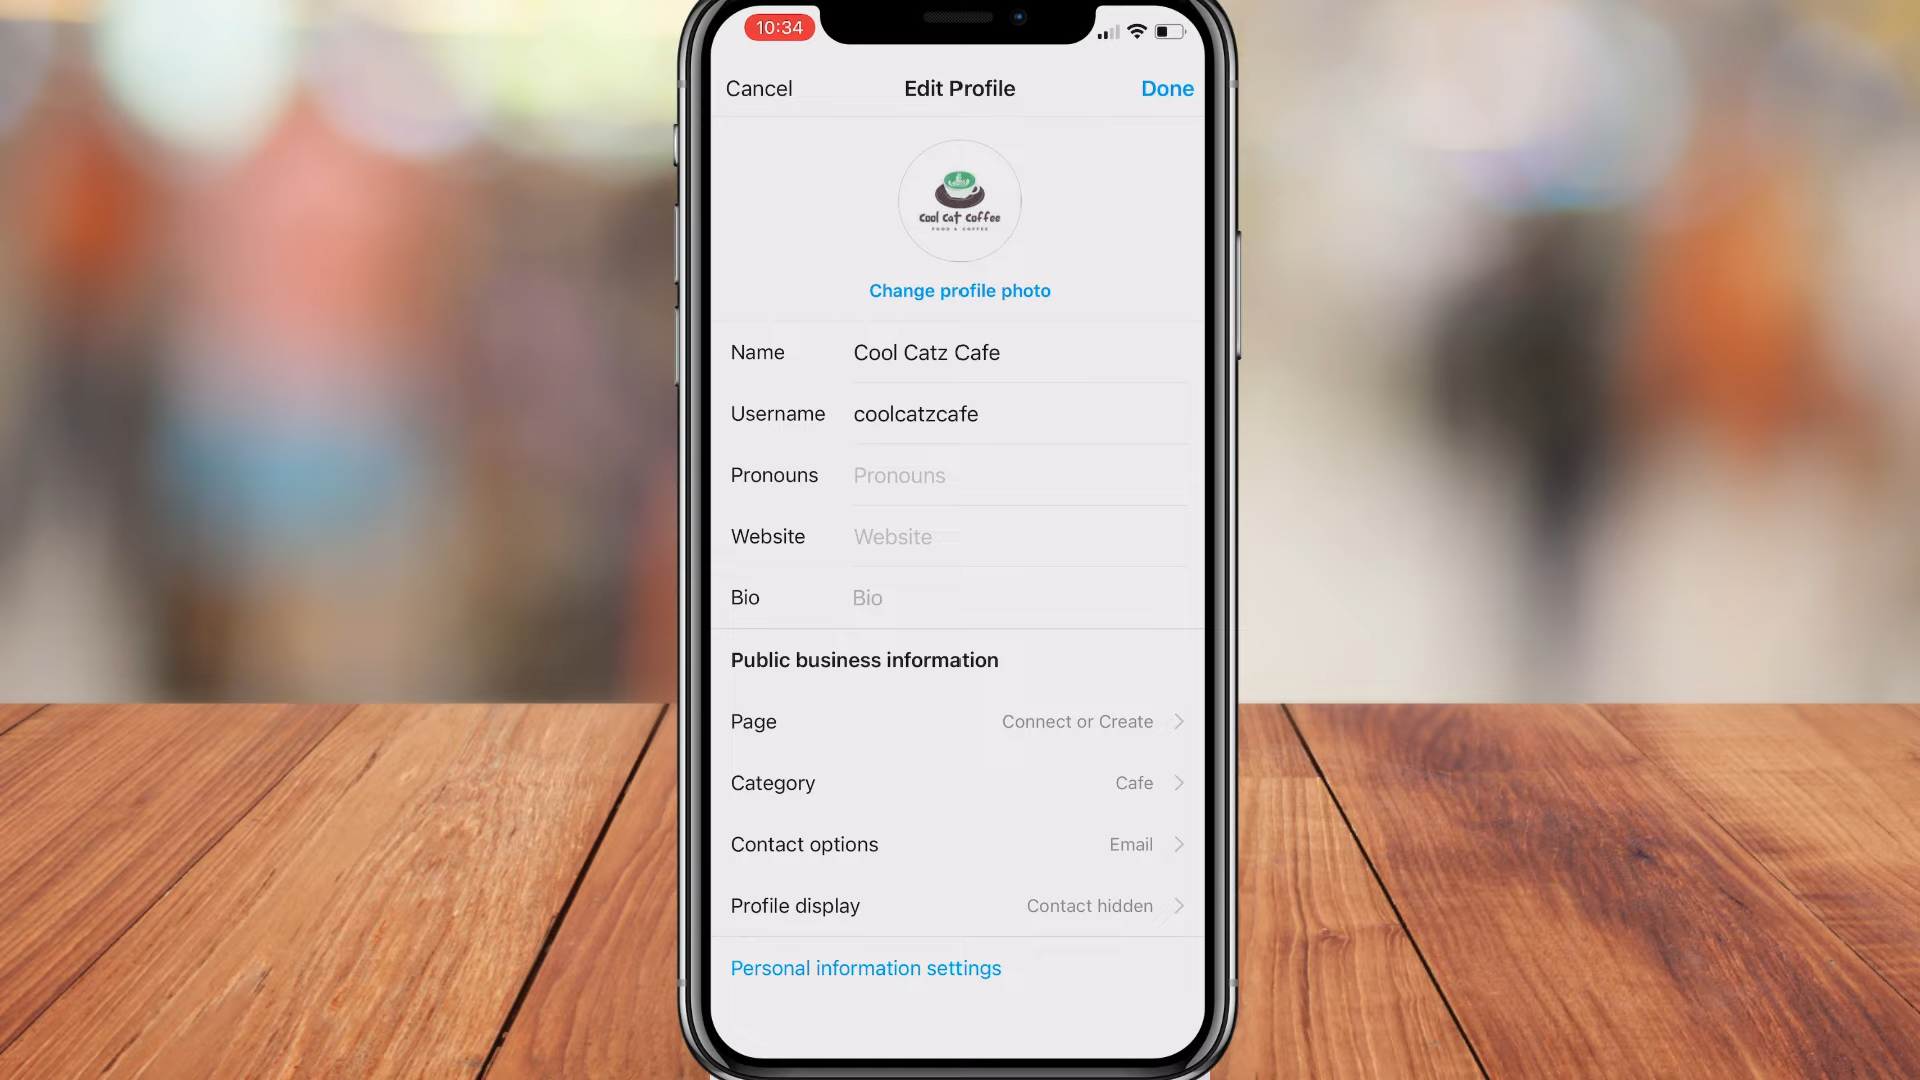 10:34
Cancel
Edit Profile
Done
cool cat coffee
FOOD & COFFEE
Change profile photo
Name
Cool Catz Cafe
Username
coolcatzcafe
Pronouns
Pronouns
Website
Website
Bio
Bio
Public business information
Page
Connect or Create
Category
Cafe
Contact options
Email
Profile display
Contact hidden
Personal information settings